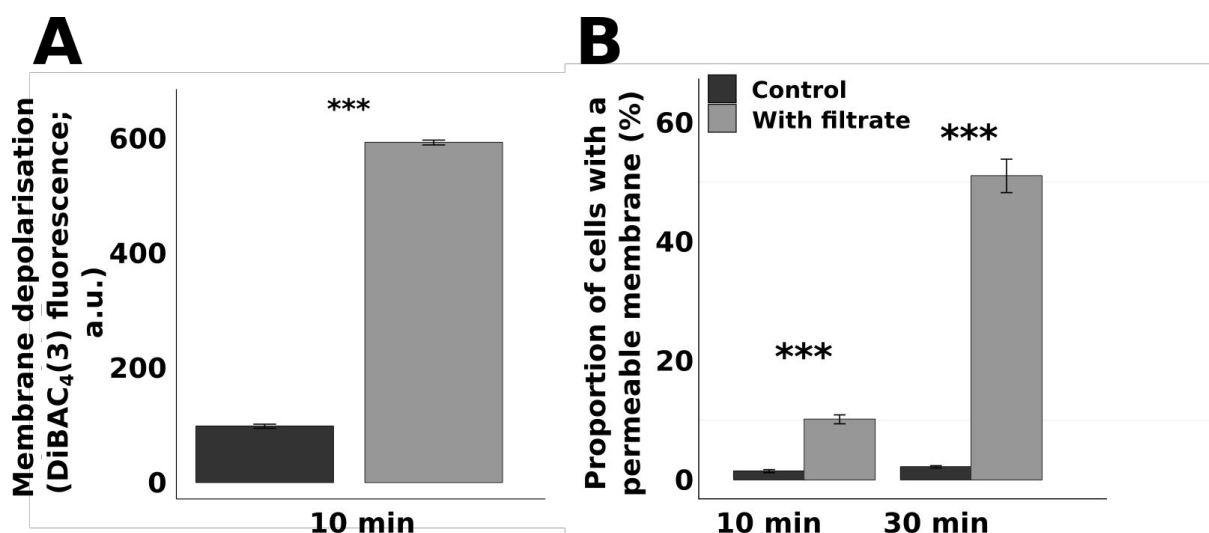 A
Membrane depolarisation
(DiBAC₄(3) fluorescence;
a.u.)
600
400
200
0
***
10 min
B
Proportion of cells with a
permeable membrane (%)
60
40
20
0
Control
With filtrate
***
***
10 min
30 min